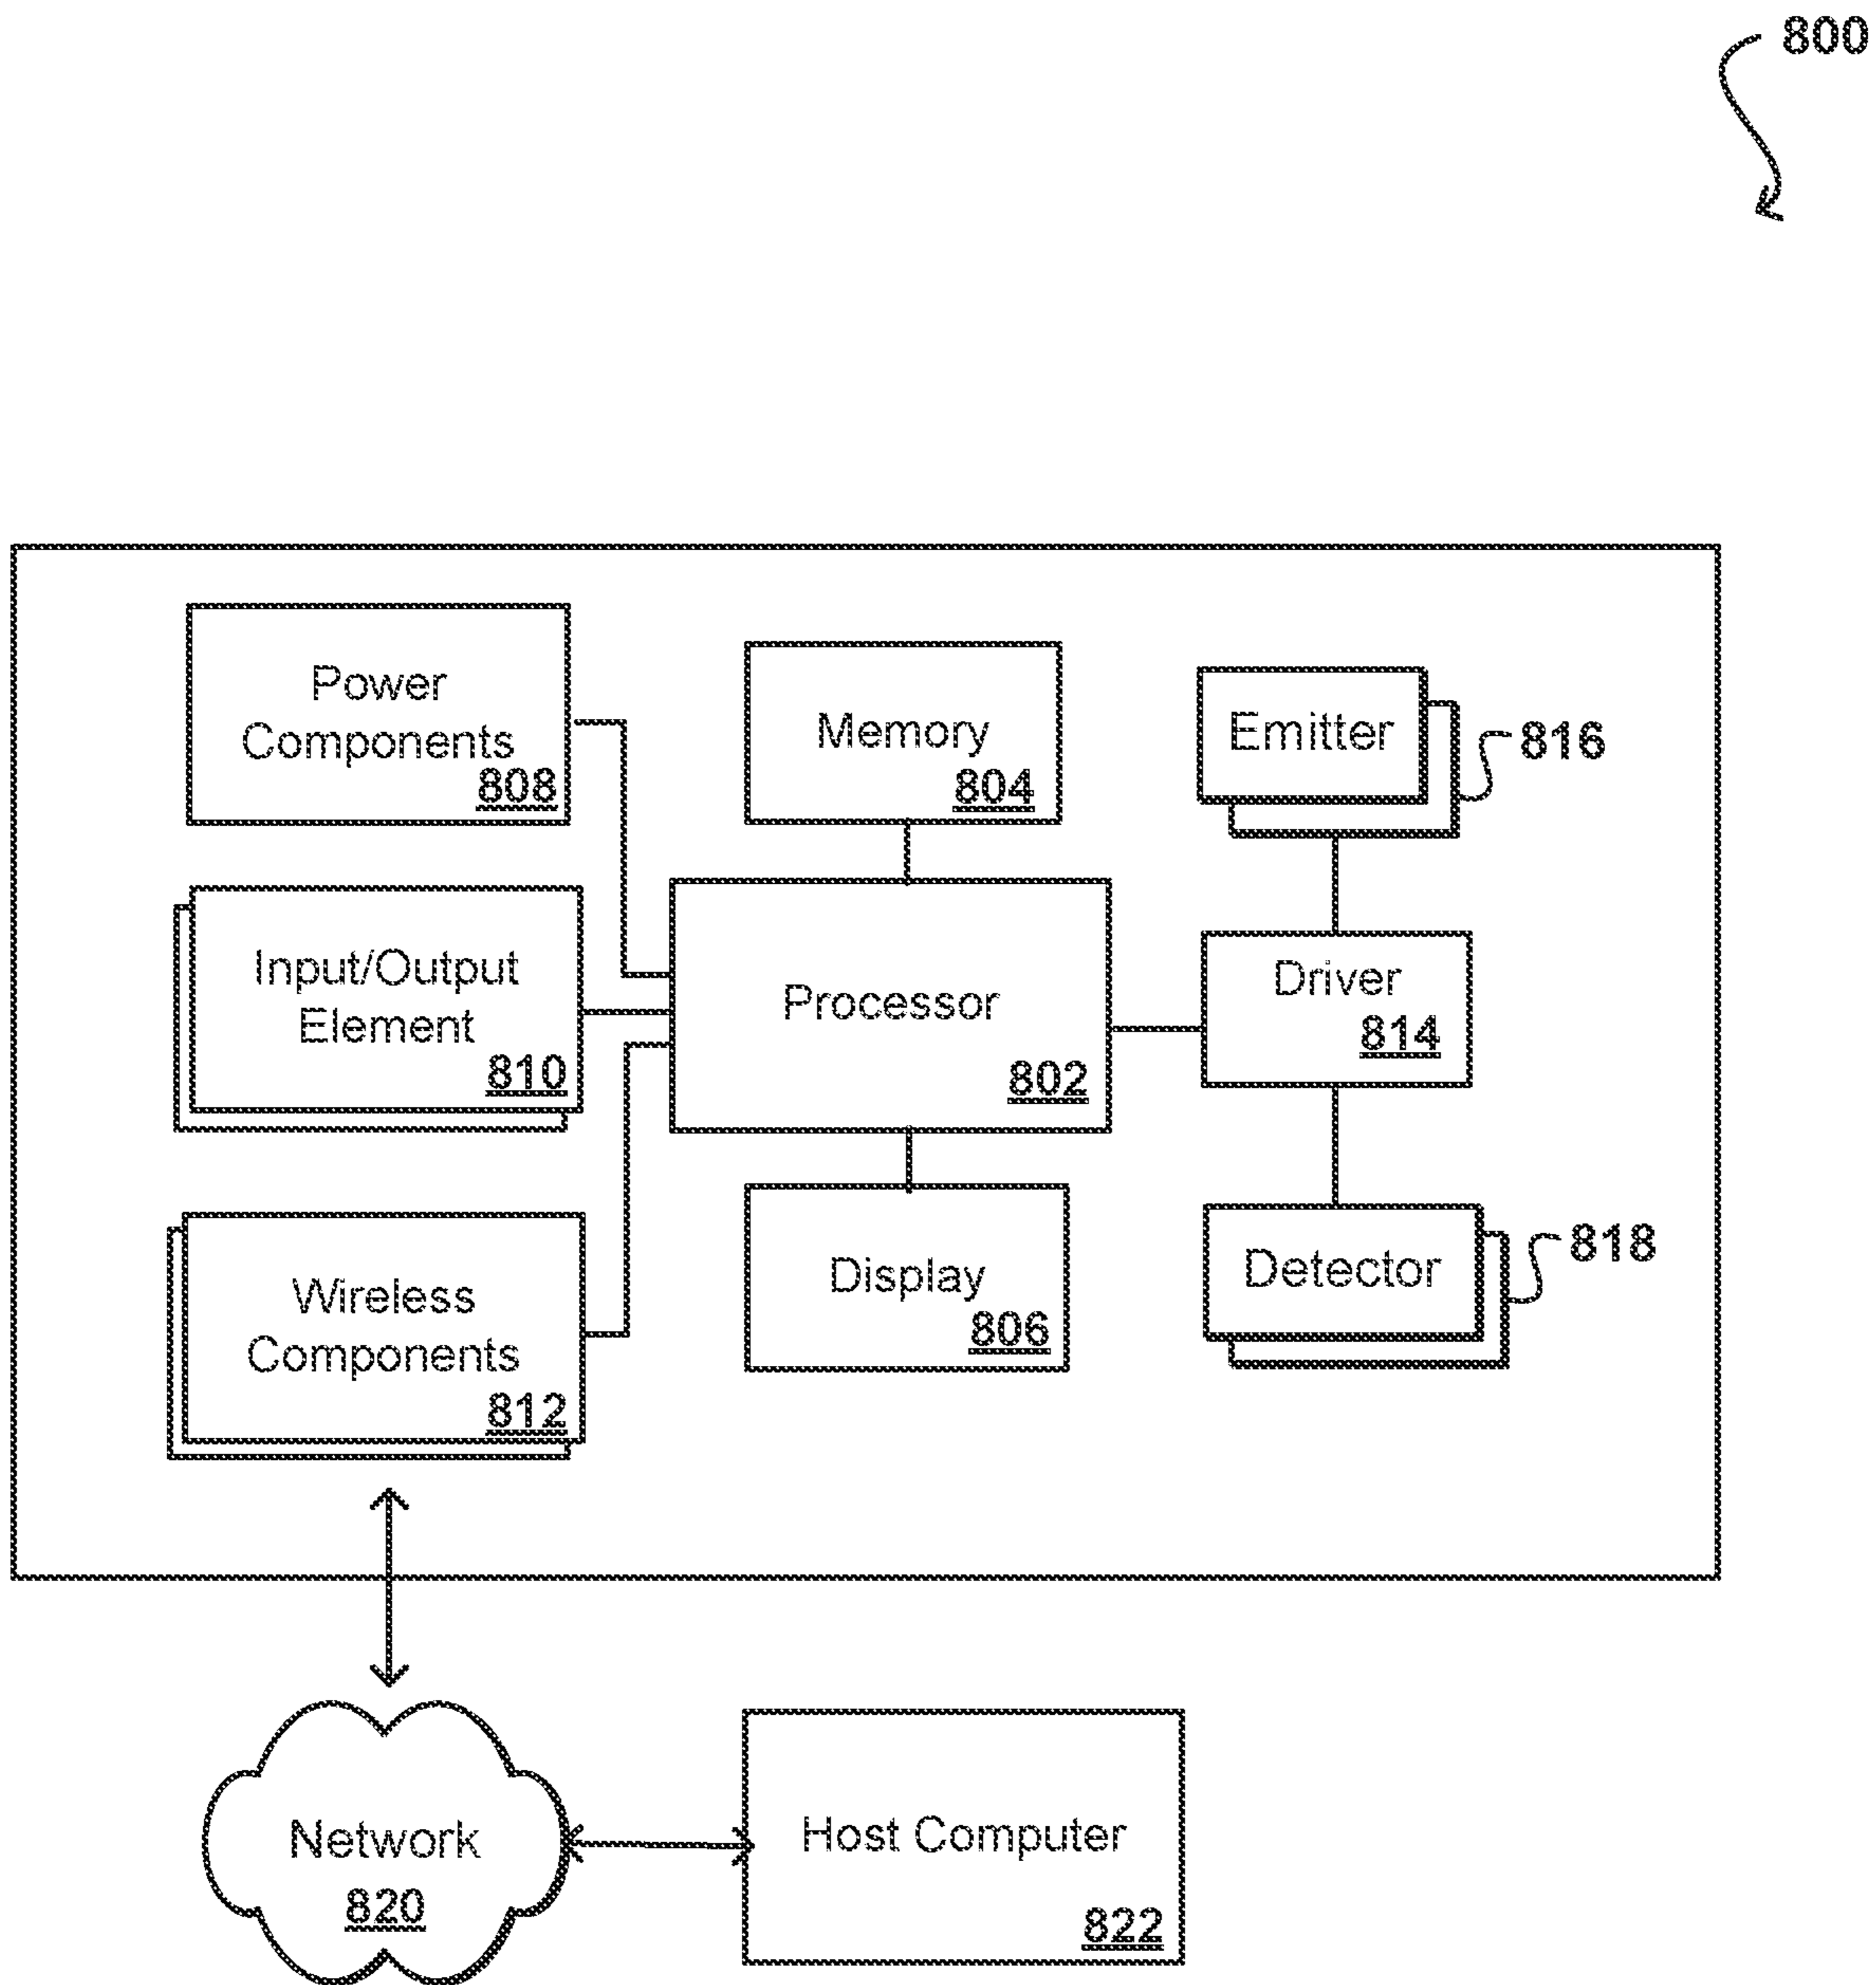 800
Power
Components
808
Memory
804
Emitter
816
Input/Output
Element
810
Processor
802
Driver
814
Wireless
Components
812
Display
806
Detector
818
Network
820
Host Computer
822